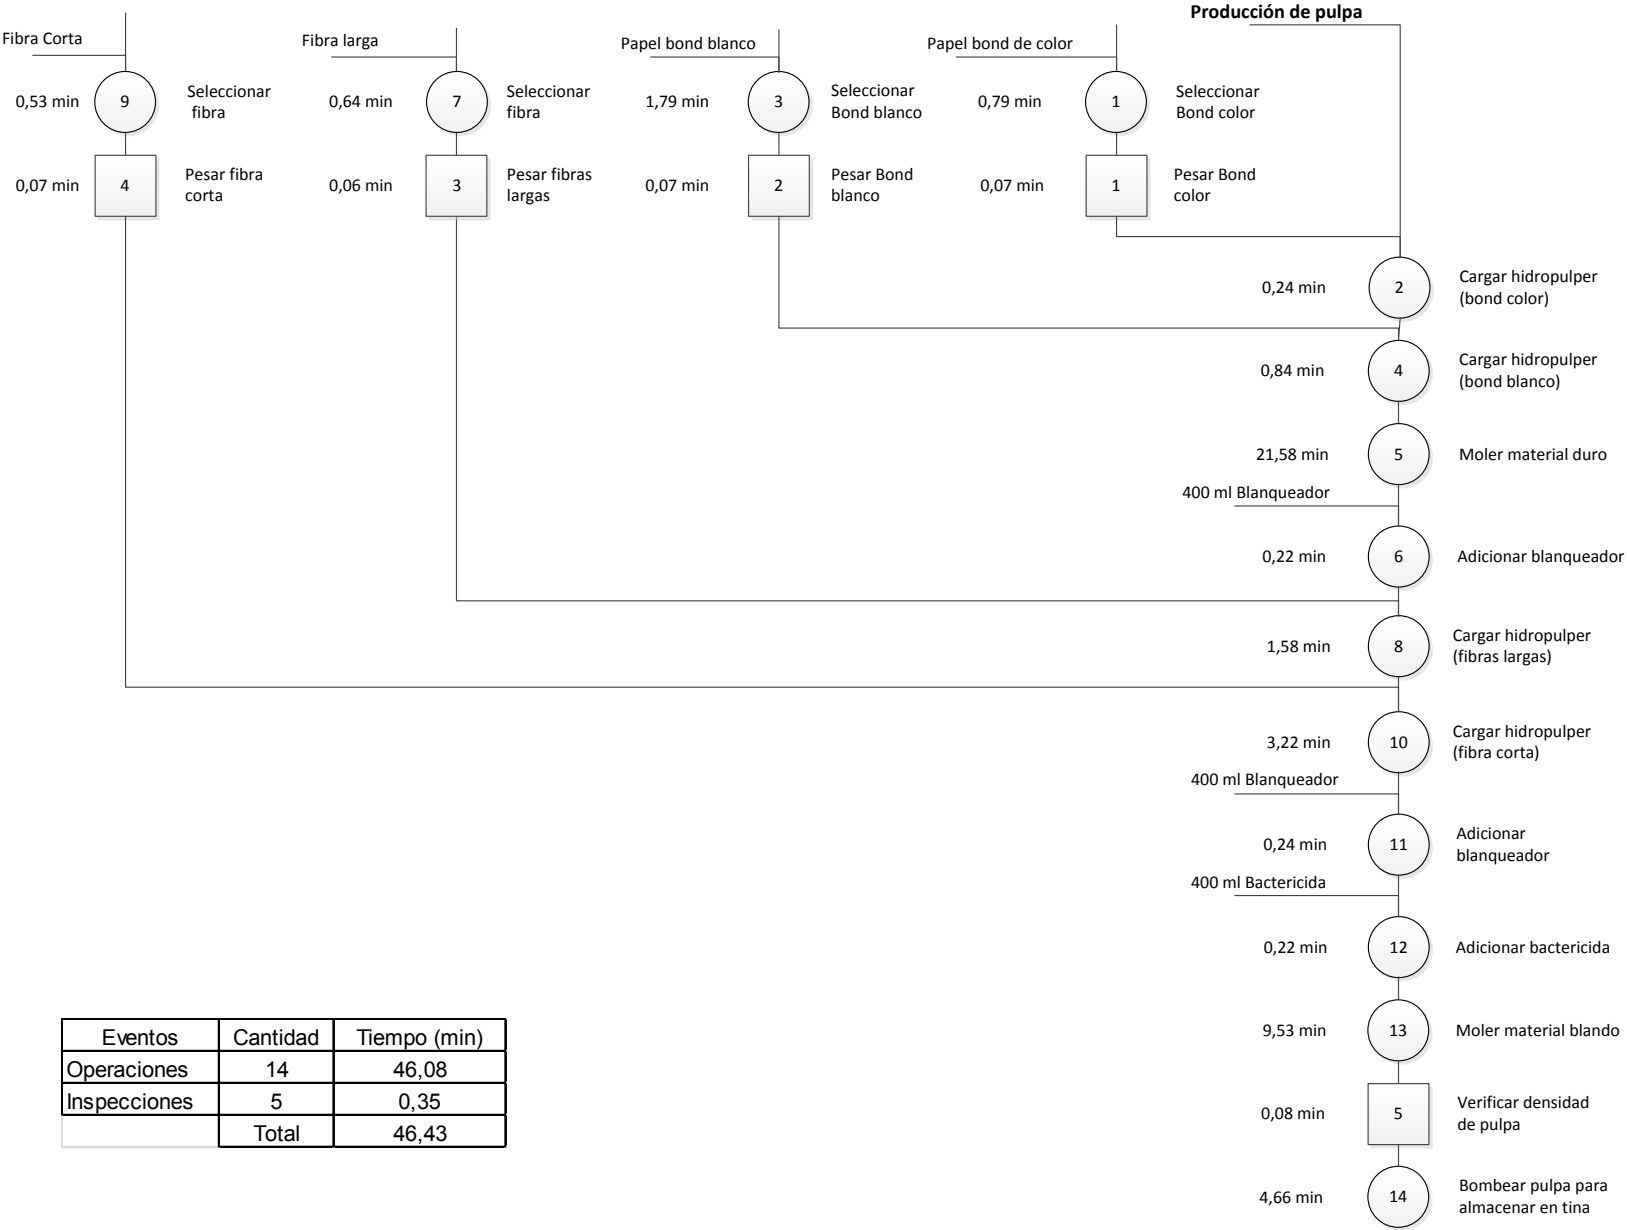 Producción de pulpa
Fibra Corta
Fibra larga
Papel bond blanco
Papel bond de color
0,53 min
9
Seleccionar
fibra
0,64 min
7
Seleccionar
fibra
1,79 min
3
Seleccionar
Bond blanco
0,79 min
1
Seleccionar
Bond color
0,07 min
4
Pesar fibra
corta
0,06 min
3
Pesar fibras
largas
0,07 min
2
Pesar Bond
blanco
0,07 min
1
Pesar Bond
color
0,24 min
2
Cargar hidropulper
(bond color)
0,84 min
4
Cargar hidropulper
(bond blanco)
21,58 min
5
Moler material duro
400 ml Blanqueador
0,22 min
6
Adicionar blanqueador
1,58 min
8
Cargar hidropulper
(fibras largas)
3,22 min
10
Cargar hidropulper
(fibra corta)
400 ml Blanqueador
0,24 min
11
Adicionar
blanqueador
400 ml Bactericida
0,22 min
12
Adicionar bactericida
9,53 min
13
Moler material blando
0,08 min
5
Verificar densidad
de pulpa
4,66 min
14
Bombear pulpa para
almacenar en tina
Eventos Cantidad Tiempo (min)
Operaciones 14 46,08
Inspecciones 5 0,35
Total 46,43